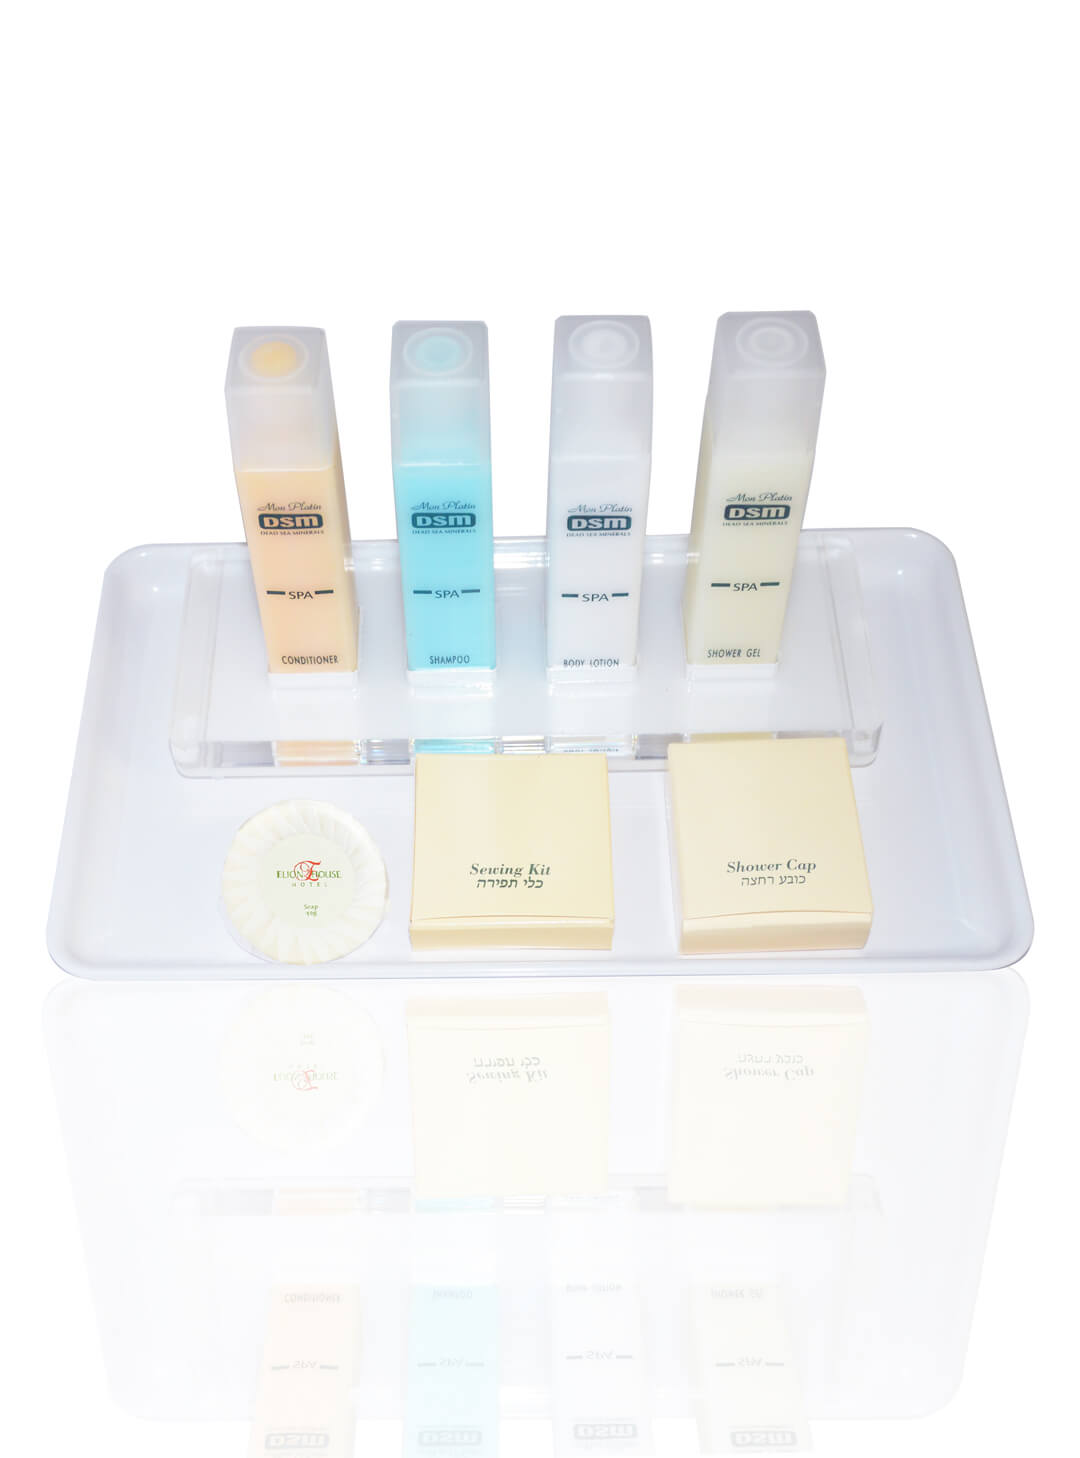 Mon Platin
DSM
DEAD SEA MINERALS
SPA
CONDITIONER
Mon Platin
DSM
DEAD SEA MINERALS
SPA
SHAMPOO
Mon Platin
DSM
DEAD SEA MINERALS
SPA
BODY LOTION
Mon Platin
DSM
DEAD SEA MINERALS
SPA
SHOWER GEL
HOUSE
HOTEL
Soap
Sewing Kit
כלי תפירה
Shower Cap
כובע רחצה